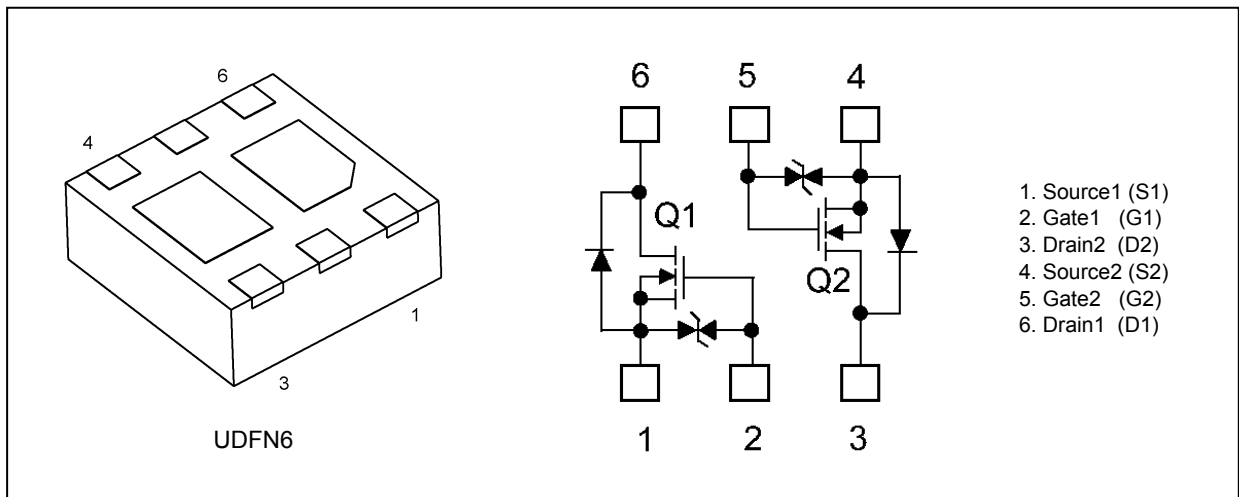 6
4
1
3
UDFN6
6 5 4
Q1
Q2
1 2 3
1. Source1 (S1)
2. Gate1 (G1)
3. Drain2 (D2)
4. Source2 (S2)
5. Gate2 (G2)
6. Drain1 (D1)